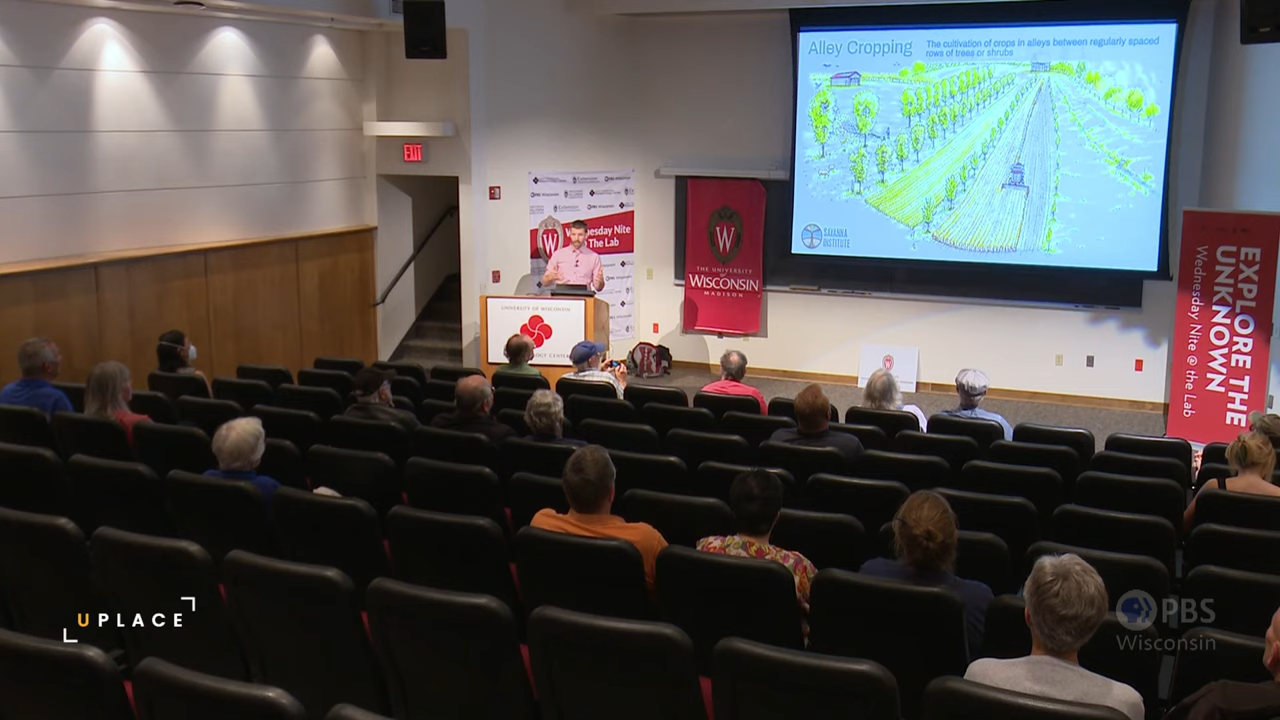 Alley Cropping
The cultivation of crops in alleys between regularly spaced
rows of trees or shrubs
SAVANNA
INSTITUTE
EXIT
Wednesday Nite
The Lab
W
UNIVERSITY OF WISCONSIN
W
THE UNIVERSITY
WISCONSIN
MADISON
EXPLORE THE
UNKNOWN
Wednesday Nite @ the Lab
UPLACE
PBS
Wisconsin